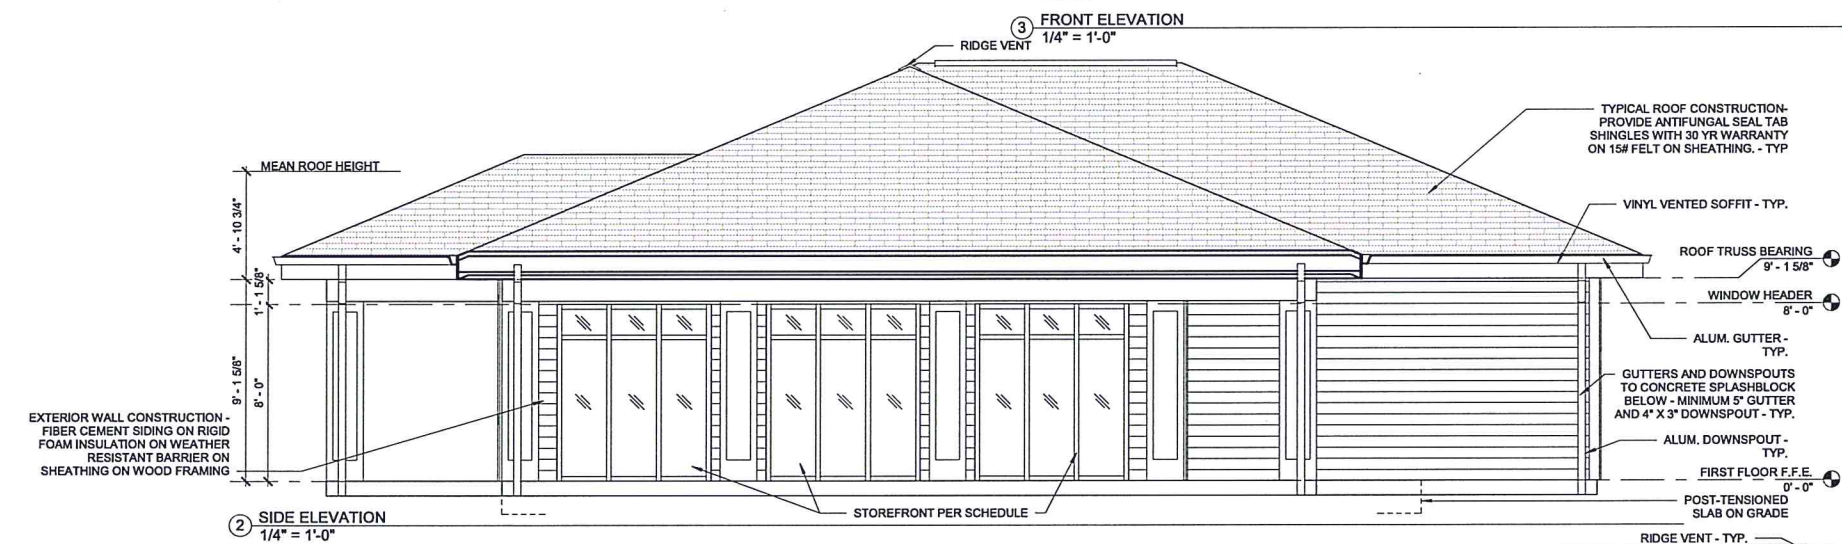 3 FRONT ELEVATION
1/4" = 1'-0"
RIDGE VENT
TYPICAL ROOF CONSTRUCTION-
PROVIDE ANTIFUNGAL SEAL TAB
SHINGLES WITH 30 YR WARRANTY
ON 15# FELT ON SHEATHING. - TYP
MEAN ROOF HEIGHT
4' - 10 3/4"
VINYL VENTED SOFFIT - TYP.
ROOF TRUSS BEARING
9' - 1 5/8"
1' - 1 5/8"
WINDOW HEADER
8' - 0"
ALUM. GUTTER -
TYP.
9' - 1 5/8"
8' - 0"
GUTTERS AND DOWNSPOUTS
TO CONCRETE SPLASHBLOCK
BELOW - MINIMUM 5" GUTTER
AND 4" X 3" DOWNSPOUT - TYP.
EXTERIOR WALL CONSTRUCTION -
FIBER CEMENT SIDING ON RIGID
FOAM INSULATION ON WEATHER
RESISTANT BARRIER ON
SHEATHING ON WOOD FRAMING
ALUM. DOWNSPOUT -
TYP.
FIRST FLOOR F.F.E.
0' - 0"
POST-TENSIONED
SLAB ON GRADE
STOREFRONT PER SCHEDULE
2 SIDE ELEVATION
1/4" = 1'-0"
RIDGE VENT - TYP.